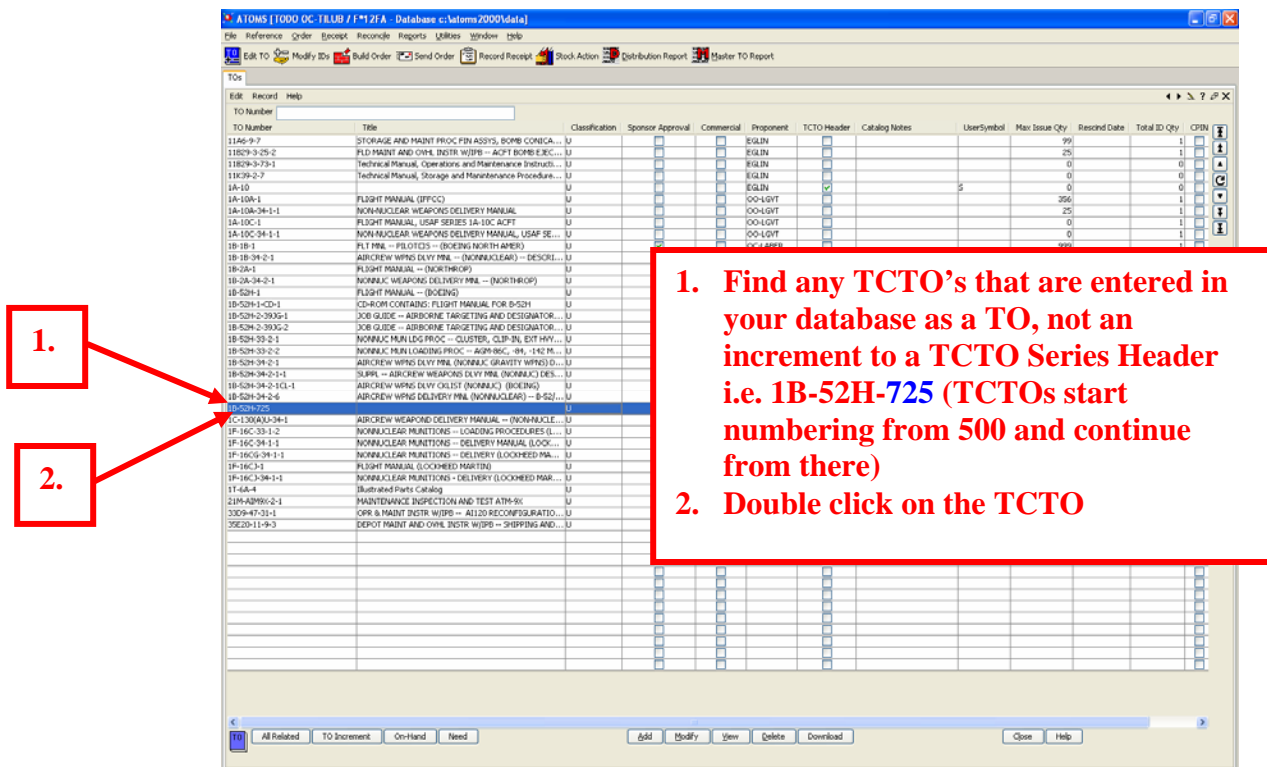 ATOMS [TODO OC-TILUB / F*12FA - Database c:\atoms2000\data]
File Reference Order Receipt Reconcile Reports Utilities Window Help
Edit TO Modify IDs Build Order Send Order Record Receipt Stock Action Distribution Report Master TO Report
TOs
Edit Record Help
TO Number
TO Number Title Classification Sponsor Approval Commercial Proponent TCTO Header Catalog Notes UserSymbol Max Issue Qty Rescind Date Total ID Qty CPIN
11A6-9-7 STORAGE AND MAINT PROC FIN ASSYS, BOMB CONICA... U EGLIN 99 1
11B29-3-25-2 FLD MAINT AND OVHL INSTR W/IPB -- ACFT BOMB EJEC... U EGLIN 25 1
11B29-3-73-1 Technical Manual, Operations and Maintenance Instructi... U EGLIN 0 0
11K39-2-7 Technical Manual, Storage and Manintenance Procedure... U EGLIN 0 0
1A-10 U EGLIN S 0 0
1A-10A-1 FLIGHT MANUAL (IFFCC) U OO-LGVT 356 1
1A-10A-34-1-1 NON-NUCLEAR WEAPONS DELIVERY MANUAL U OO-LGVT 25 1
1A-10C-1 FLIGHT MANUAL, USAF SERIES 1A-10C ACFT U OO-LGVT 0 1
1A-10C-34-1-1 NON-NUCLEAR WEAPONS DELIVERY MANUAL, USAF SE... U OO-LGVT 0 1
1B-1B-1 FLT MNL -- PILOTCJS -- (BOEING NORTH AMER) U OC-LABER 999 1
1B-1B-34-2-1 AIRCREW WPNS DLVY MNL -- (NONNUCLEAR) -- DESCRI... U
1B-2A-1 FLIGHT MANUAL -- (NORTHROP) U
1B-2A-34-2-1 NONNUC WEAPONS DELIVERY MNL -- (NORTHROP) U
1B-52H-1 FLIGHT MANUAL -- (BOEING) U
1B-52H-1-CD-1 CD-ROM CONTAINS: FLIGHT MANUAL FOR B-52H U
1B-52H-2-39JG-1 JOB GUIDE -- AIRBORNE TARGETING AND DESIGNATOR... U
1B-52H-2-39JG-2 JOB GUIDE -- AIRBORNE TARGETING AND DESIGNATOR... U
1B-52H-33-2-1 NONNUC MUN LDG PROC -- CLUSTER, CLIP-IN, EXT HVY... U
1B-52H-33-2-2 NONNUC MUN LOADING PROC -- AGM-86C, -84, -142 M... U
1B-52H-34-2-1 AIRCREW WPNS DLVY MNL (NONNUC GRAVITY WPNS) D... U
1B-52H-34-2-1-1 SUPPL -- AIRCREW WEAPONS DLVY MNL (NONNUC) DES... U
1B-52H-34-2-1CL-1 AIRCREW WPNS DLVY CKLIST (NONNUC) (BOEING) U
1B-52H-34-2-6 AIRCREW WPNS DELIVERY MNL (NONNUCLEAR) -- B-52/... U
1B-52H-725 U
1C-130(A)U-34-1 AIRCREW WEAPOND DELIVERY MANUAL -- (NON-NUCLE... U
1F-16C-33-1-2 NONNUCLEAR MUNITIONS -- LOADING PROCEDURES (L... U
1F-16C-34-1-1 NONNUCLEAR MUNITIONS -- DELIVERY MANUAL (LOCK... U
1F-16CG-34-1-1 NONNUCLEAR MUNITIONS -- DELIVERY (LOCKHEED MA... U
1F-16CJ-1 FLIGHT MANUAL (LOCKHEED MARTIN) U
1F-16CJ-34-1-1 NONNUCLEAR MUNITIONS - DELIVERY (LOCKHEED MAR... U
1T-6A-4 Illustrated Parts Catalog U
21M-AIM9X-2-1 MAINTENANCE INSPECTION AND TEST ATM-9X U
33D9-47-31-1 OPR & MAINT INSTR W/IPB -- AI120 RECONFIGURATIO... U
35E20-11-9-3 DEPOT MAINT AND OVHL INSTR W/IPB -- SHIPPING AND... U
1.
2.
1. Find any TCTO's that are entered in
your database as a TO, not an
increment to a TCTO Series Header
i.e. 1B-52H-725 (TCTOs start
numbering from 500 and continue
from there)
2. Double click on the TCTO
TO All Related TO Increment On-Hand Need Add Modify View Delete Download Close Help